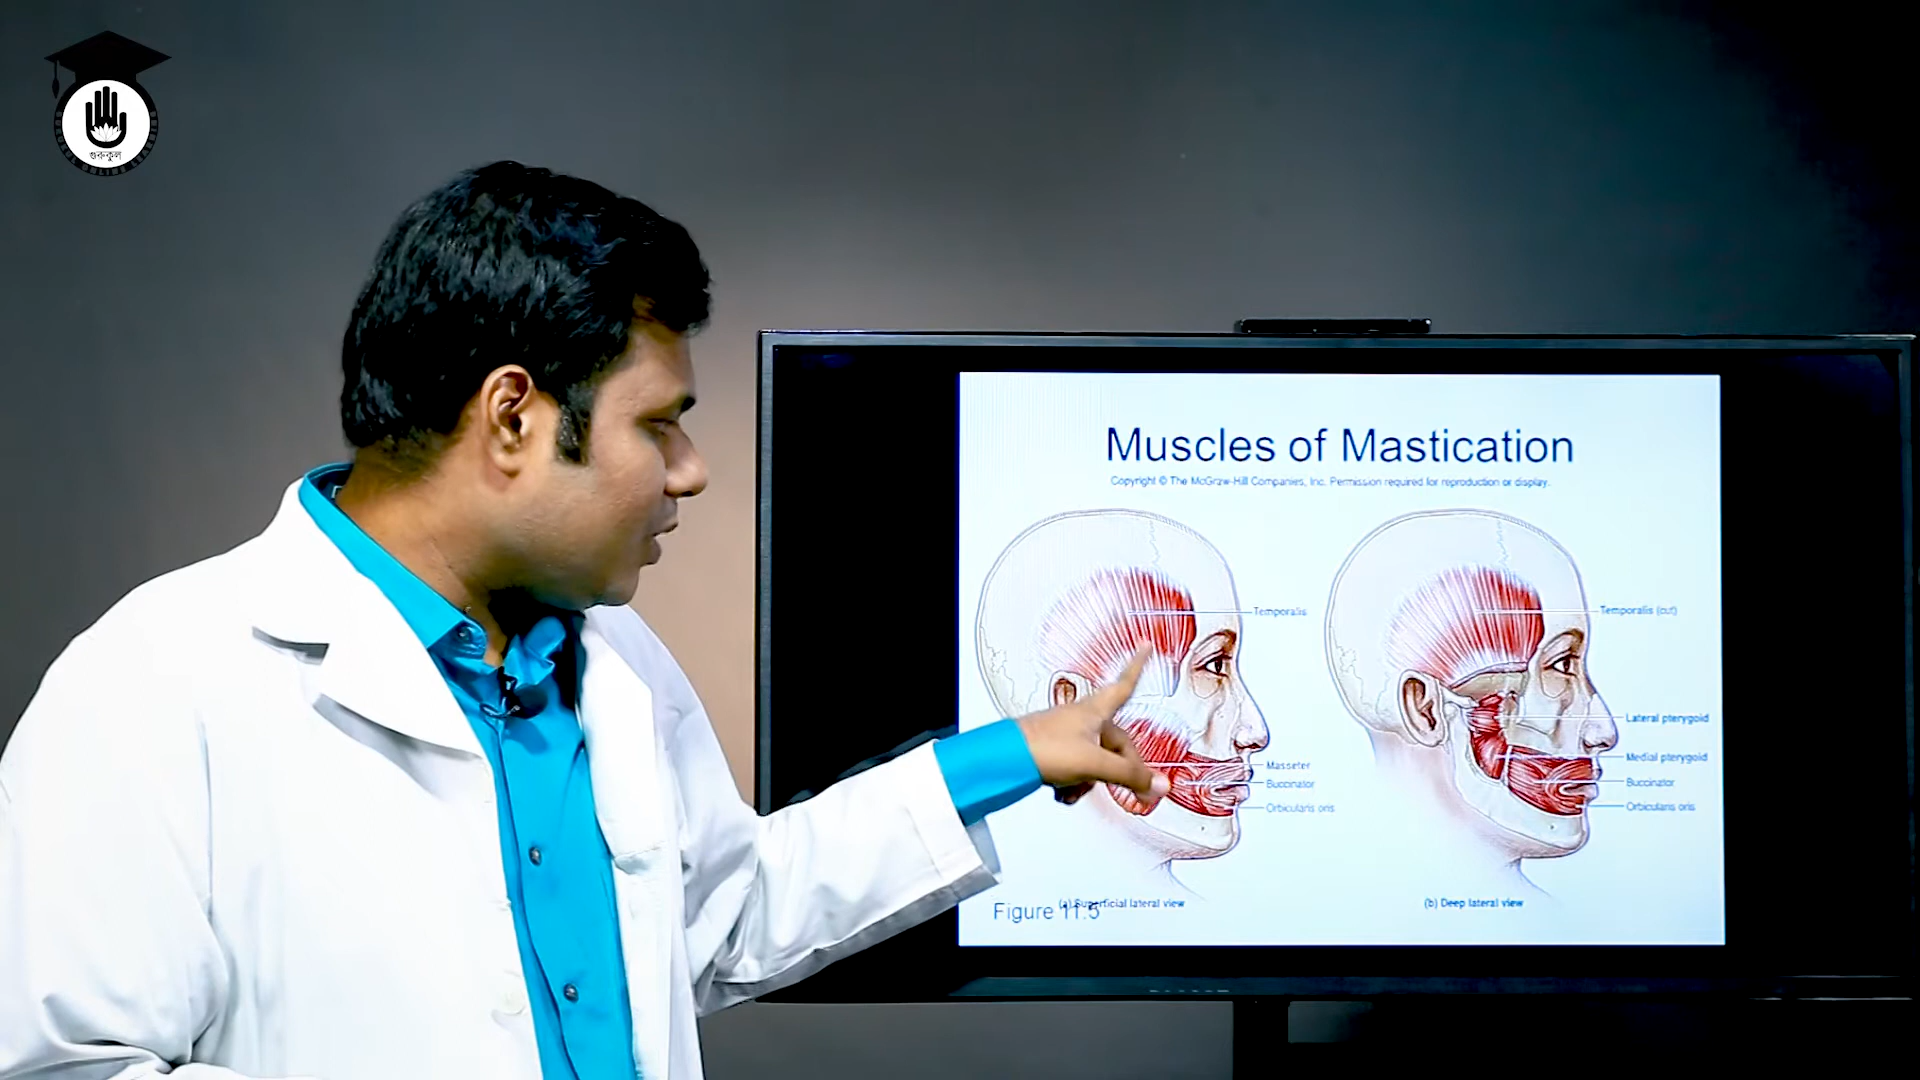 গুরুকুল
ONLINE
Muscles of Mastication
Copyright © The McGraw-Hill Companies, Inc. Permission required for reproduction or display.
Temporalis
Masseter
Buccinator
Orbicularis oris
(a) Superficial lateral view
Figure 11.5
Temporalis (cut)
Lateral pterygoid
Medial pterygoid
Buccinator
Orbicularis oris
(b) Deep lateral view